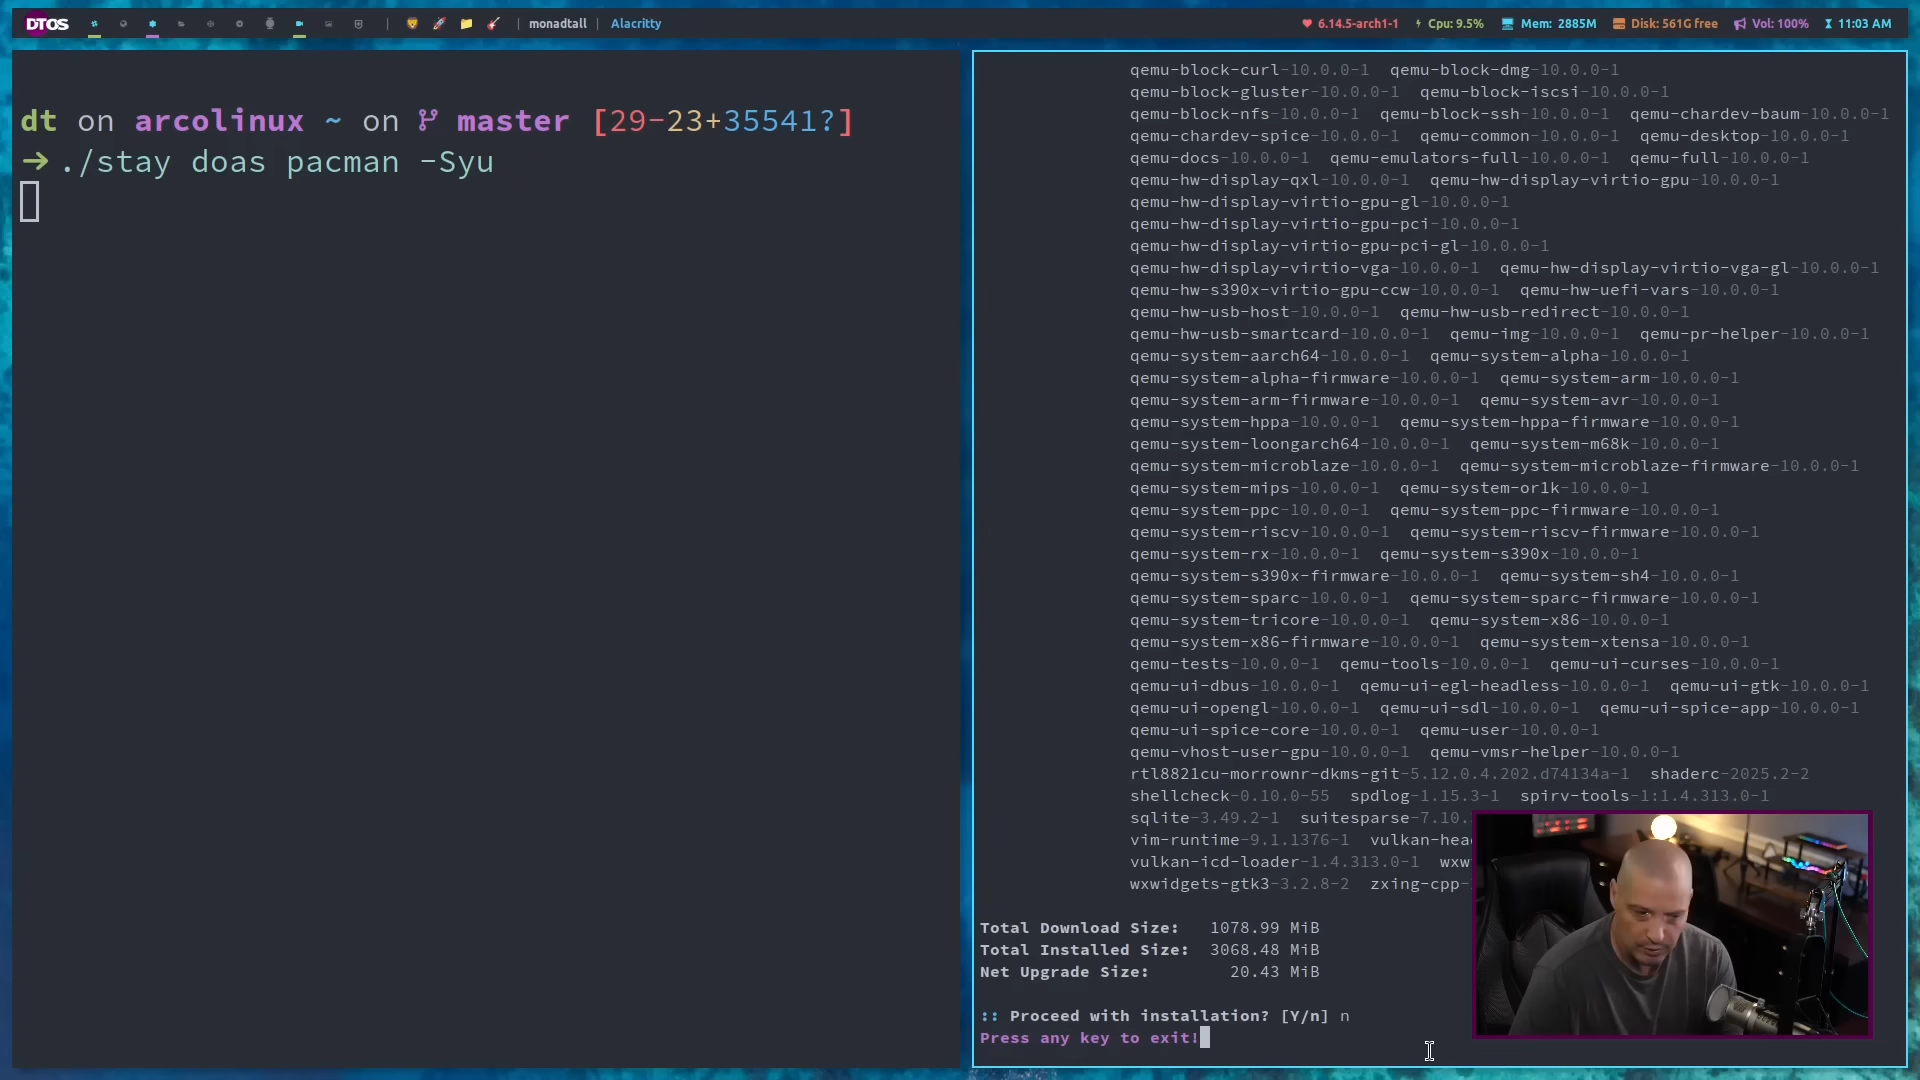 DTOS | monadtall | Alacritty 6.14.5-arch1-1 Cpu: 9.5% Mem: 2885M Disk: 561G free Vol: 100% 11:03 AM
dt on arcolinux ~ on master [29-23+35541?]
→ ./stay doas pacman -Syu
qemu-block-curl-10.0.0-1 qemu-block-dmg-10.0.0-1
qemu-block-gluster-10.0.0-1 qemu-block-iscsi-10.0.0-1
qemu-block-nfs-10.0.0-1 qemu-block-ssh-10.0.0-1 qemu-chardev-baum-10.0.0-1
qemu-chardev-spice-10.0.0-1 qemu-common-10.0.0-1 qemu-desktop-10.0.0-1
qemu-docs-10.0.0-1 qemu-emulators-full-10.0.0-1 qemu-full-10.0.0-1
qemu-hw-display-qxl-10.0.0-1 qemu-hw-display-virtio-gpu-10.0.0-1
qemu-hw-display-virtio-gpu-gl-10.0.0-1
qemu-hw-display-virtio-gpu-pci-10.0.0-1
qemu-hw-display-virtio-gpu-pci-gl-10.0.0-1
qemu-hw-display-virtio-vga-10.0.0-1 qemu-hw-display-virtio-vga-gl-10.0.0-1
qemu-hw-s390x-virtio-gpu-ccw-10.0.0-1 qemu-hw-uefi-vars-10.0.0-1
qemu-hw-usb-host-10.0.0-1 qemu-hw-usb-redirect-10.0.0-1
qemu-hw-usb-smartcard-10.0.0-1 qemu-img-10.0.0-1 qemu-pr-helper-10.0.0-1
qemu-system-aarch64-10.0.0-1 qemu-system-alpha-10.0.0-1
qemu-system-alpha-firmware-10.0.0-1 qemu-system-arm-10.0.0-1
qemu-system-arm-firmware-10.0.0-1 qemu-system-avr-10.0.0-1
qemu-system-hppa-10.0.0-1 qemu-system-hppa-firmware-10.0.0-1
qemu-system-loongarch64-10.0.0-1 qemu-system-m68k-10.0.0-1
qemu-system-microblaze-10.0.0-1 qemu-system-microblaze-firmware-10.0.0-1
qemu-system-mips-10.0.0-1 qemu-system-or1k-10.0.0-1
qemu-system-ppc-10.0.0-1 qemu-system-ppc-firmware-10.0.0-1
qemu-system-riscv-10.0.0-1 qemu-system-riscv-firmware-10.0.0-1
qemu-system-rx-10.0.0-1 qemu-system-s390x-10.0.0-1
qemu-system-s390x-firmware-10.0.0-1 qemu-system-sh4-10.0.0-1
qemu-system-sparc-10.0.0-1 qemu-system-sparc-firmware-10.0.0-1
qemu-system-tricore-10.0.0-1 qemu-system-x86-10.0.0-1
qemu-system-x86-firmware-10.0.0-1 qemu-system-xtensa-10.0.0-1
qemu-tests-10.0.0-1 qemu-tools-10.0.0-1 qemu-ui-curses-10.0.0-1
qemu-ui-dbus-10.0.0-1 qemu-ui-egl-headless-10.0.0-1 qemu-ui-gtk-10.0.0-1
qemu-ui-opengl-10.0.0-1 qemu-ui-sdl-10.0.0-1 qemu-ui-spice-app-10.0.0-1
qemu-ui-spice-core-10.0.0-1 qemu-user-10.0.0-1
qemu-vhost-user-gpu-10.0.0-1 qemu-vmsr-helper-10.0.0-1
rtl8821cu-morrownr-dkms-git-5.12.0.4.202.d74134a-1 shaderc-2025.2-2
shellcheck-0.10.0-55 spdlog-1.15.3-1 spirv-tools-1:1.4.313.0-1
sqlite-3.49.2-1 suitesparse-7.10.
vim-runtime-9.1.1376-1 vulkan-hea
vulkan-icd-loader-1.4.313.0-1 wxw
wxwidgets-gtk3-3.2.8-2 zxing-cpp-
Total Download Size: 1078.99 MiB
Total Installed Size: 3068.48 MiB
Net Upgrade Size: 20.43 MiB
:: Proceed with installation? [Y/n] n
Press any key to exit!